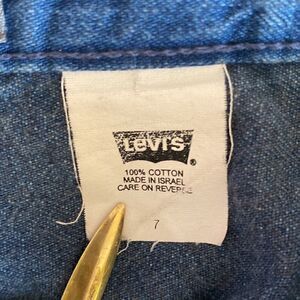 Levi's
®
100% COTTON
MADE IN ISRAEL
CARE ON REVERSE
7